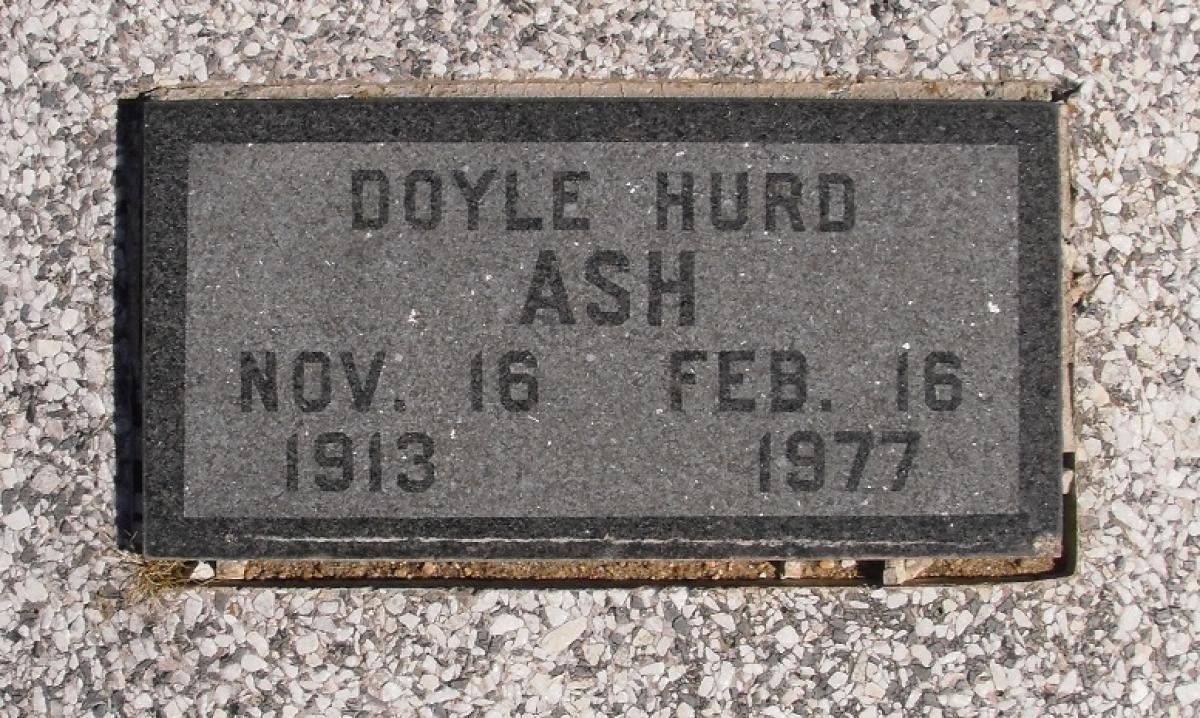 DOYLE HURD
ASH
NOV. 16 FEB. 16
1913 1977